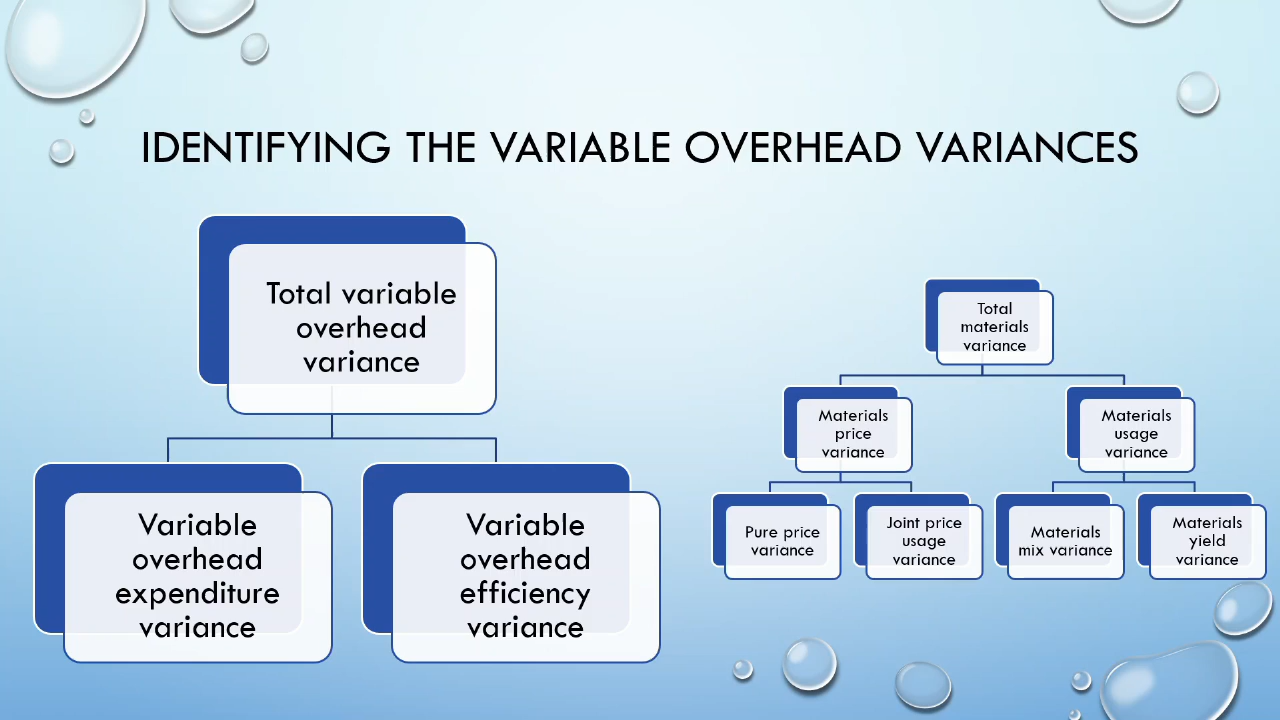 IDENTIFYING THE VARIABLE OVERHEAD VARIANCES
Total variable
overhead
variance
Variable
overhead
expenditure
variance
Variable
overhead
efficiency
variance
Total
materials
variance
Materials
price
variance
Materials
usage
variance
Pure price
variance
Joint price
usage
variance
Materials
mix variance
Materials
yield
variance